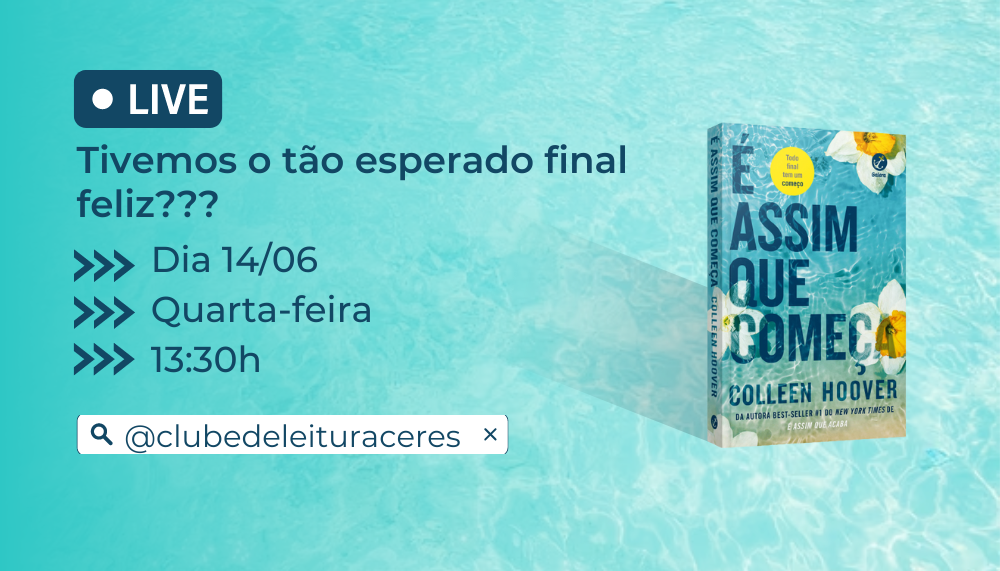 LIVE
Tivemos o tão esperado final
feliz???
Dia 14/06
Quarta-feira
13:30h
@clubedeleituraceres
É ASSIM QUE COMEÇA COLLEEN HOOVER
É
Tudo
final
tem um
começo
Galera
ASSIM
QUE
COMEÇA
COLLEEN HOOVER
DA AUTORA BEST-SELLER #1 DO NEW YORK TIMES DE
É ASSIM QUE ACABA